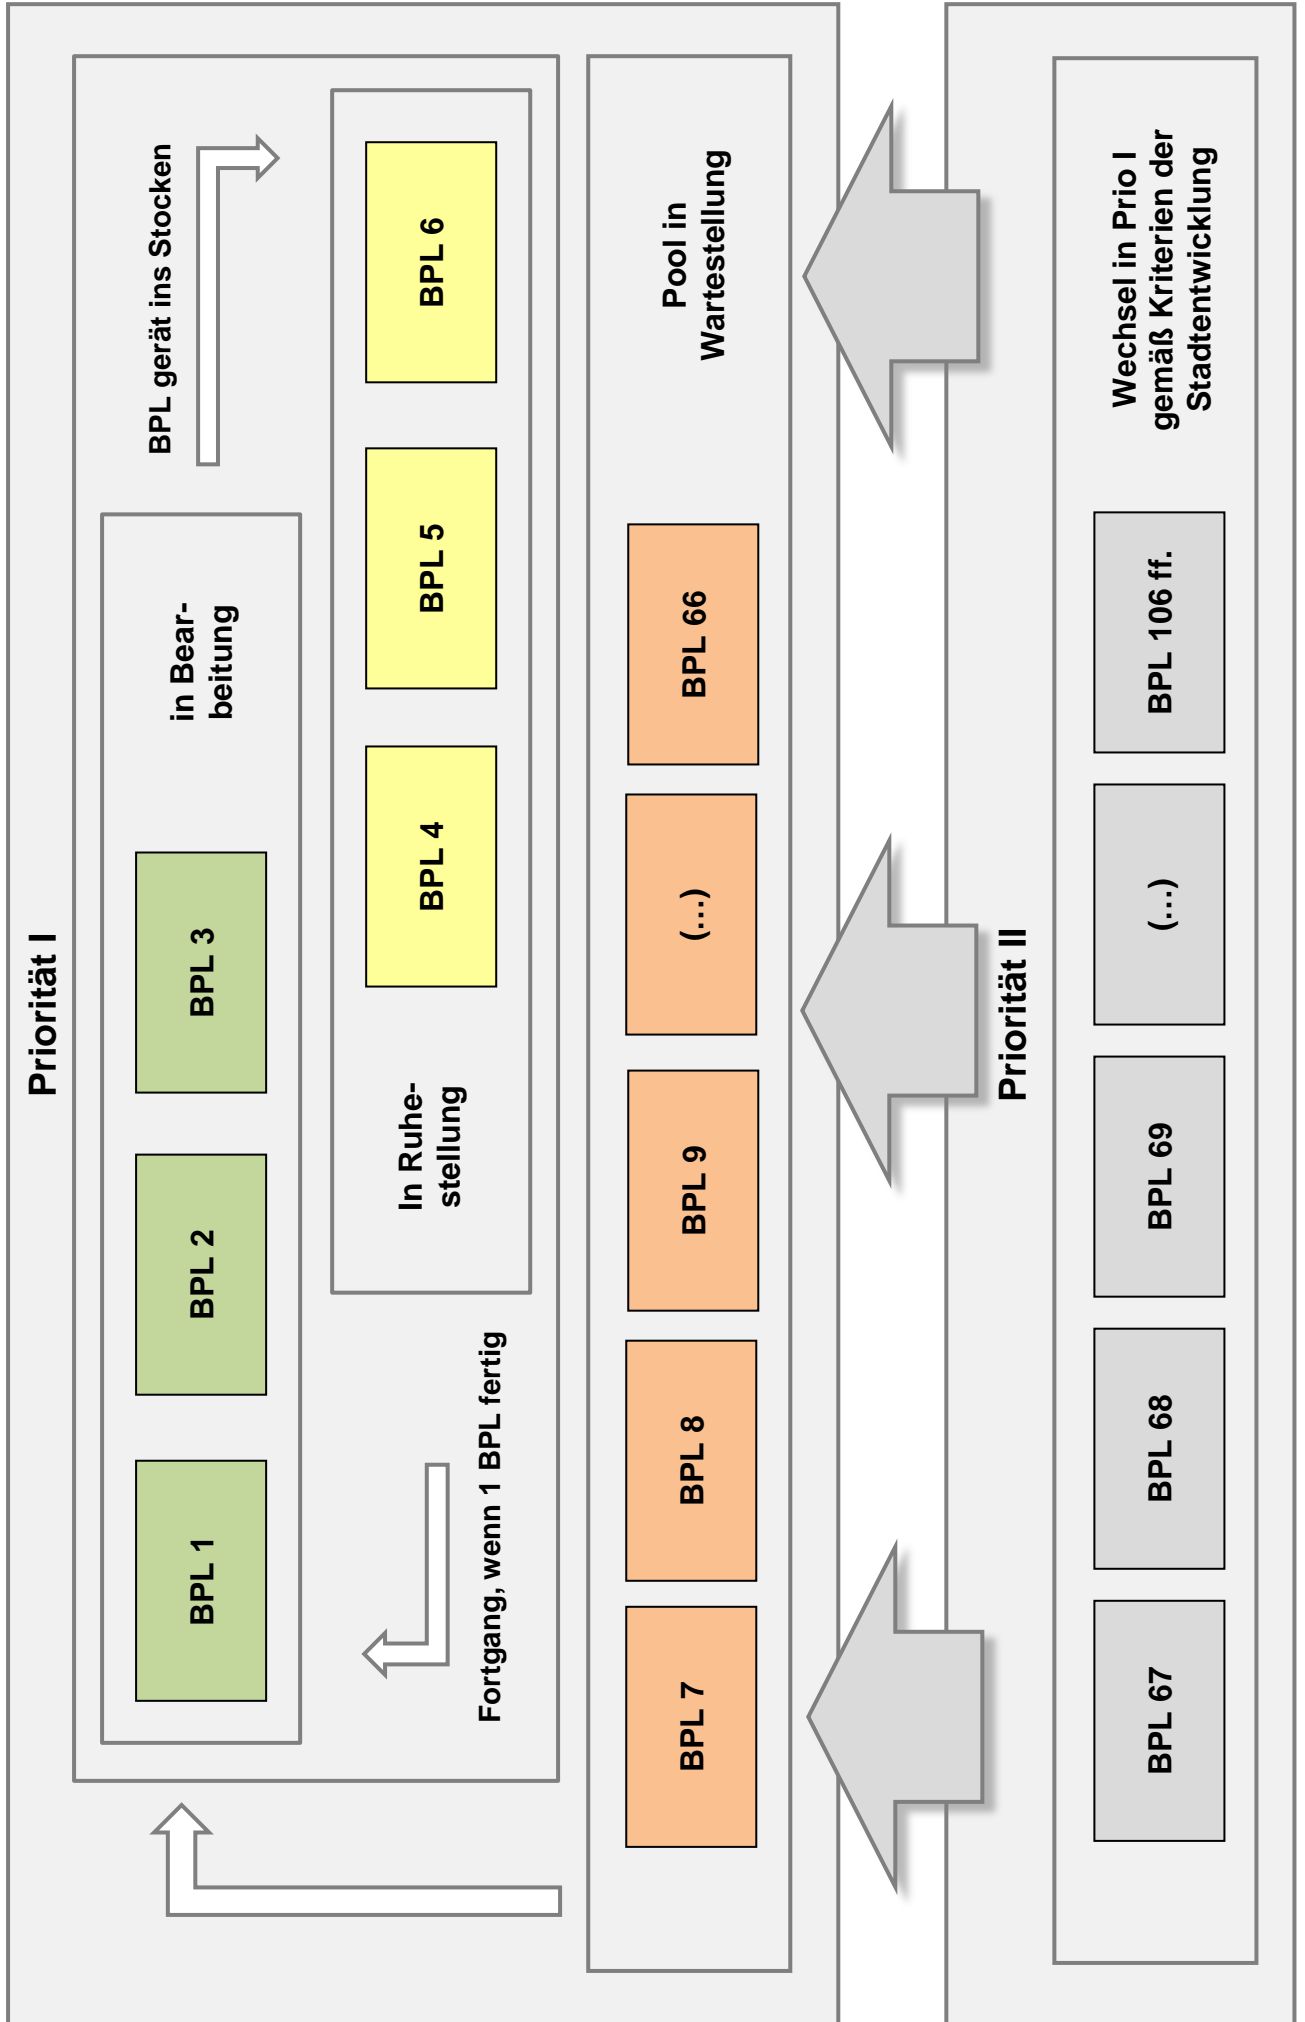 Priorität I
BPL 1
BPL 2
BPL 3
in Bear-
beitung
BPL gerät ins Stocken
Fortgang, wenn 1 BPL fertig
In Ruhe-
stellung
BPL 4
BPL 5
BPL 6
BPL 7
BPL 8
BPL 9
(…)
BPL 66
Pool in
Wartestellung
Priorität II
BPL 67
BPL 68
BPL 69
(…)
BPL 106 ff.
Wechsel in Prio I
gemäß Kriterien der
Stadtentwicklung